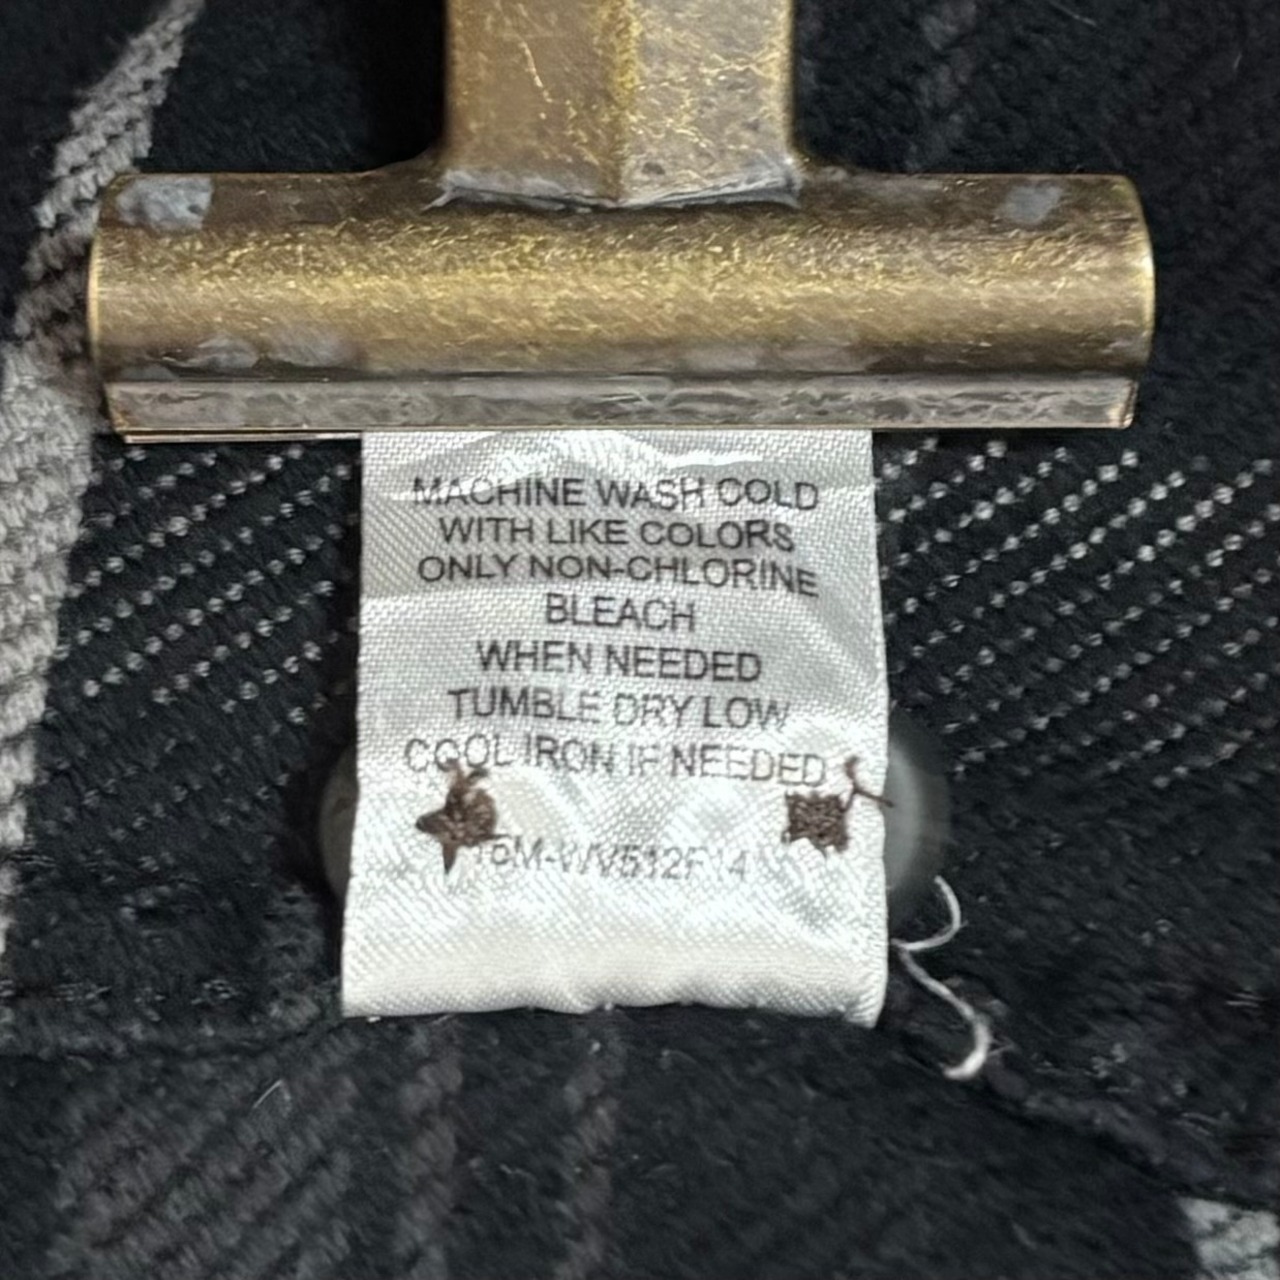 MACHINE WASH COLD
WITH LIKE COLORS
ONLY NON-CHLORINE
BLEACH
WHEN NEEDED
TUMBLE DRY LOW
COOL IRON IF NEEDED